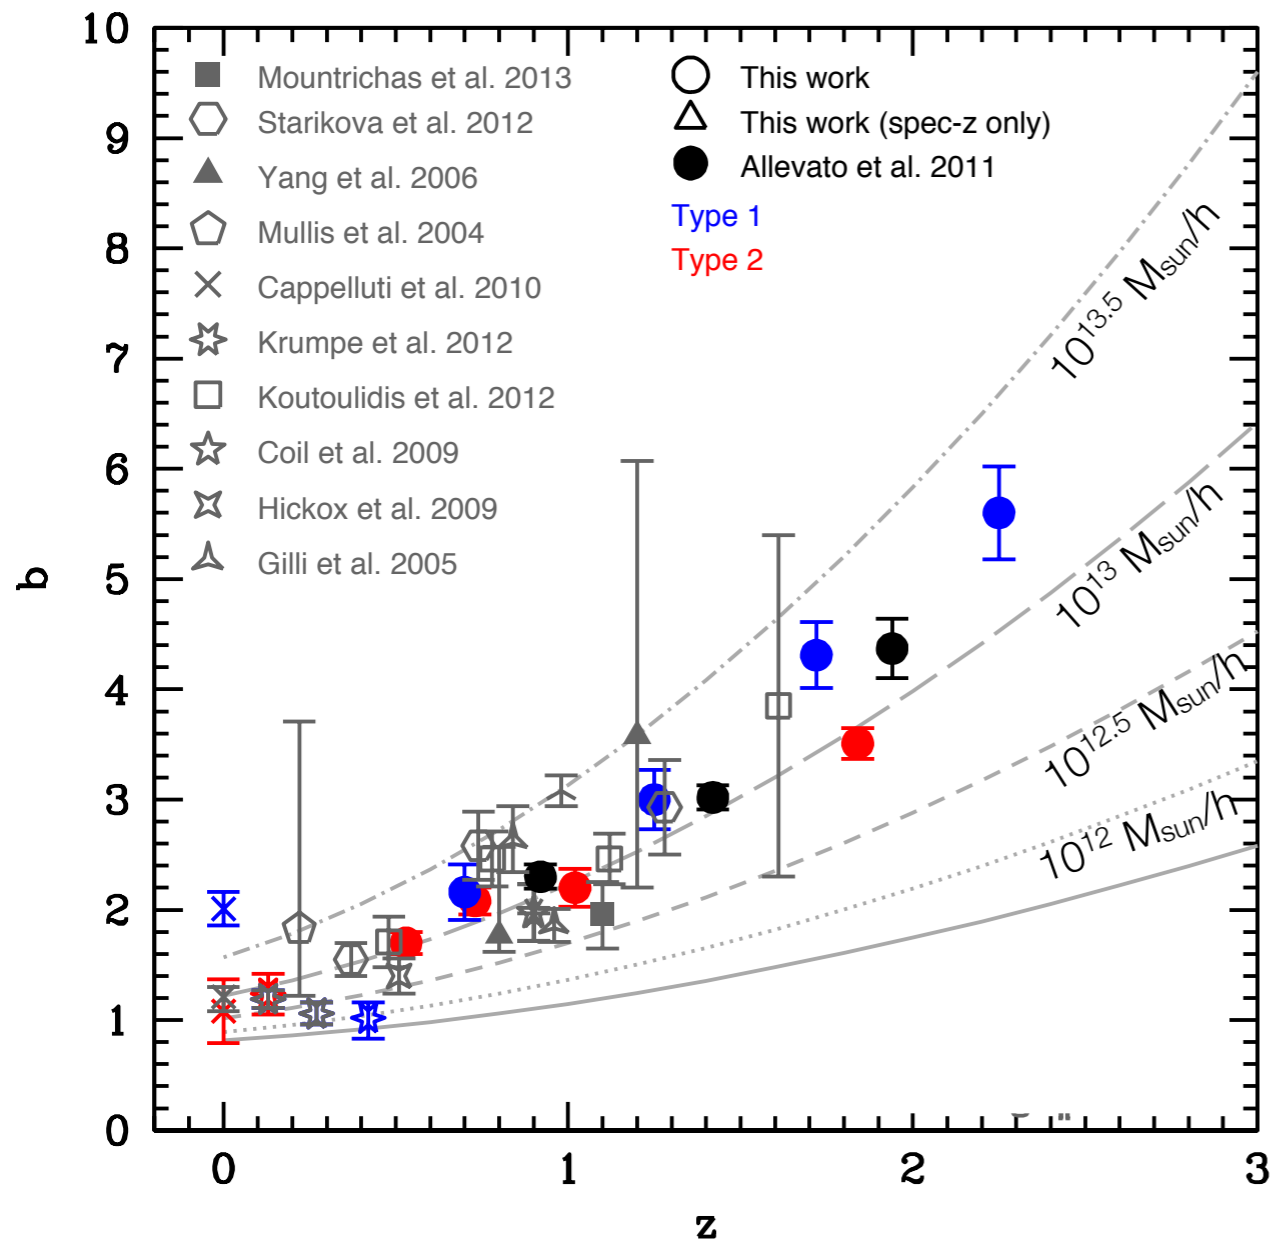 10
9
8
7
6
5
4
3
2
1
0
b
Mountrichas et al. 2013
Starikova et al. 2012
Yang et al. 2006
Mullis et al. 2004
Cappelluti et al. 2010
Krumpe et al. 2012
Koutoulidis et al. 2012
Coil et al. 2009
Hickox et al. 2009
Gilli et al. 2005
This work
This work (spec-z only)
Allevato et al. 2011
Type 1
Type 2
10^13.5 Msun/h
10^13 Msun/h
10^12.5 Msun/h
10^12 Msun/h
0 1 2 3
z